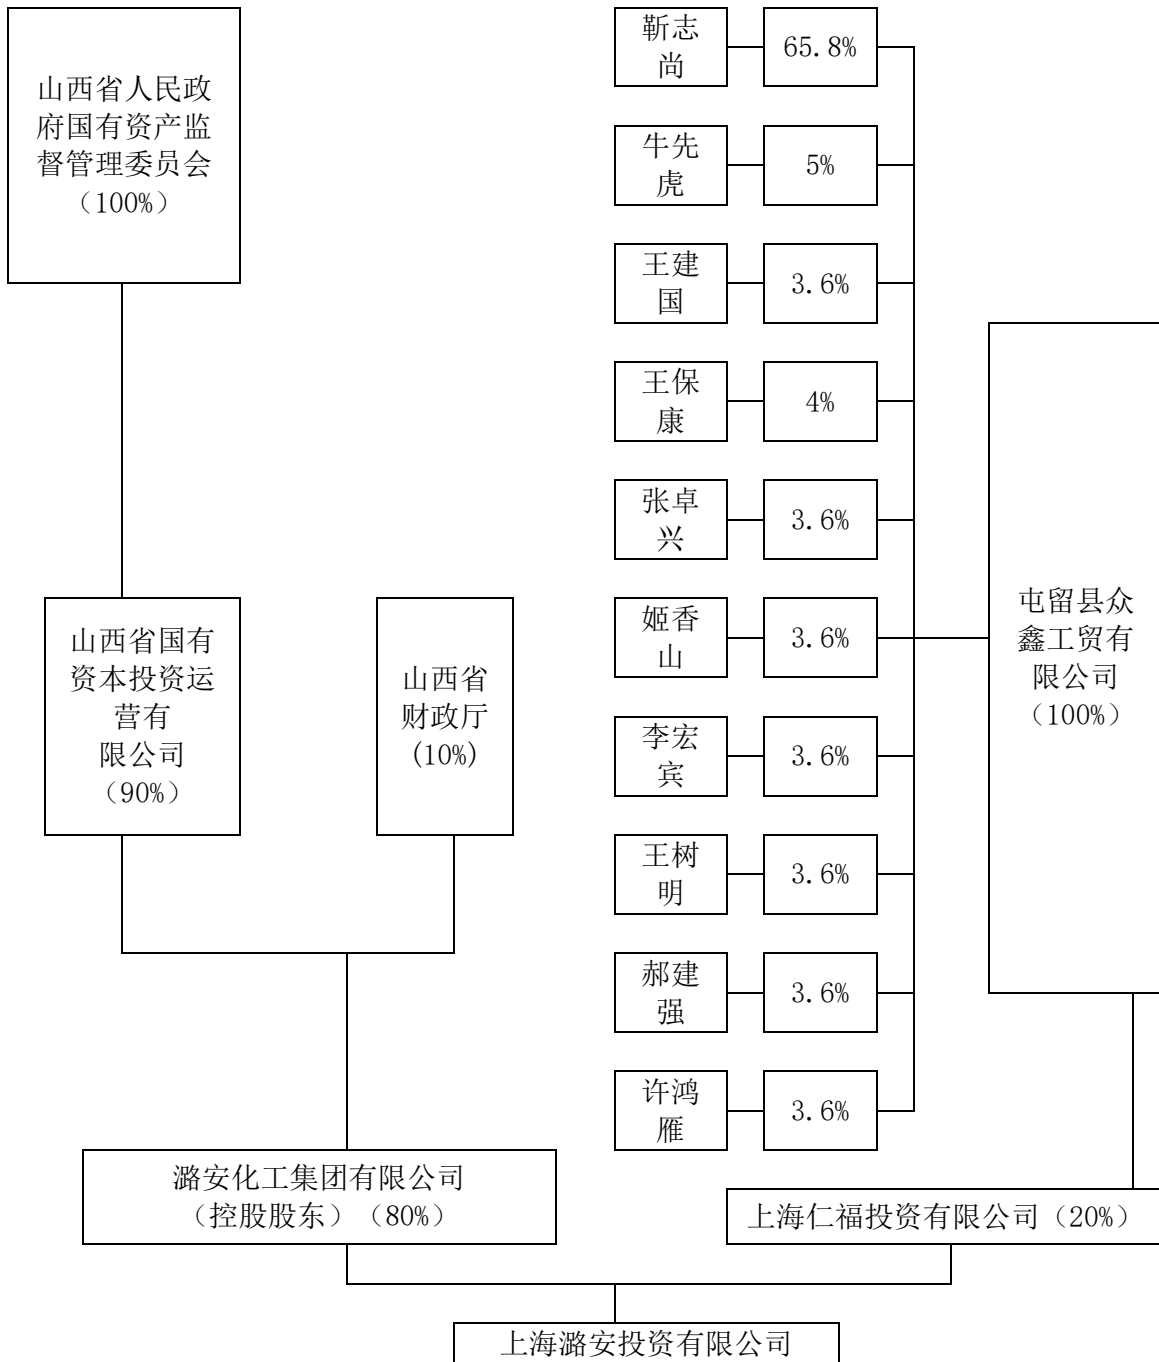 山西省人民政
府国有资产监
督管理委员会
（100%）
靳志
尚
65.8%
牛先
虎
5%
王建
国
3.6%
王保
康
4%
张卓
兴
3.6%
姬香
山
3.6%
李宏
宾
3.6%
王树
明
3.6%
郝建
强
3.6%
许鸿
雁
3.6%
屯留县众
鑫工贸有
限公司
（100%）
山西省国有
资本投资运
营有
限公司
（90%）
山西省
财政厅
(10%)
潞安化工集团有限公司
（控股股东）（80%）
上海仁福投资有限公司（20%）
上海潞安投资有限公司